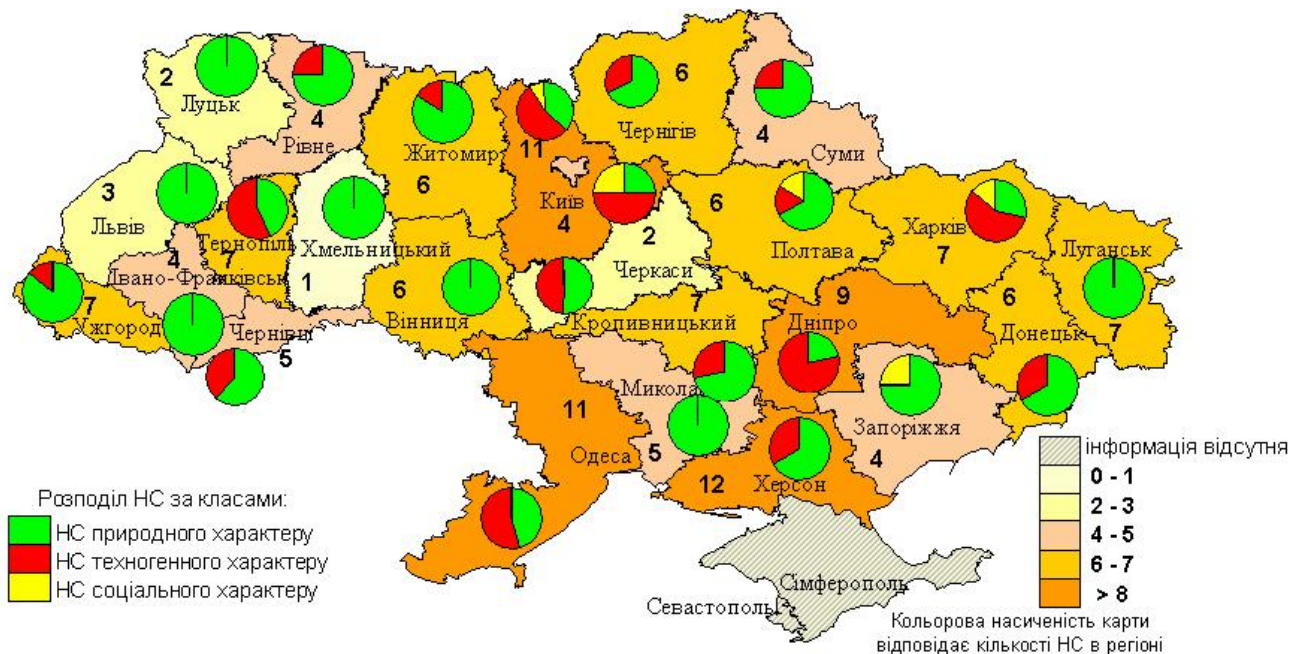 2
Луцьк
4
Рівне
6
Житомир
11
Київ
4
6
Чернігів
4
Суми
3
Львів
Тернопіль
7
Хмельницький
1
2
Черкаси
6
Полтава
Харків
7
Луганськ
7
4
7
Ужгород
Чернівці
5
6
Вінниця
7
Кропивницький
9
Дніпро
6
Донецьк
11
Одеса
5
12
Херсон
Запоріжжя
4
Сімферополь
Севастополь
Розподіл НС за класами:
НС природного характеру
НС техногенного характеру
НС соціального характеру
інформація відсутня
0 - 1
2 - 3
4 - 5
6 - 7
> 8
Кольорова насиченість карти
відповідає кількості НС в регіоні